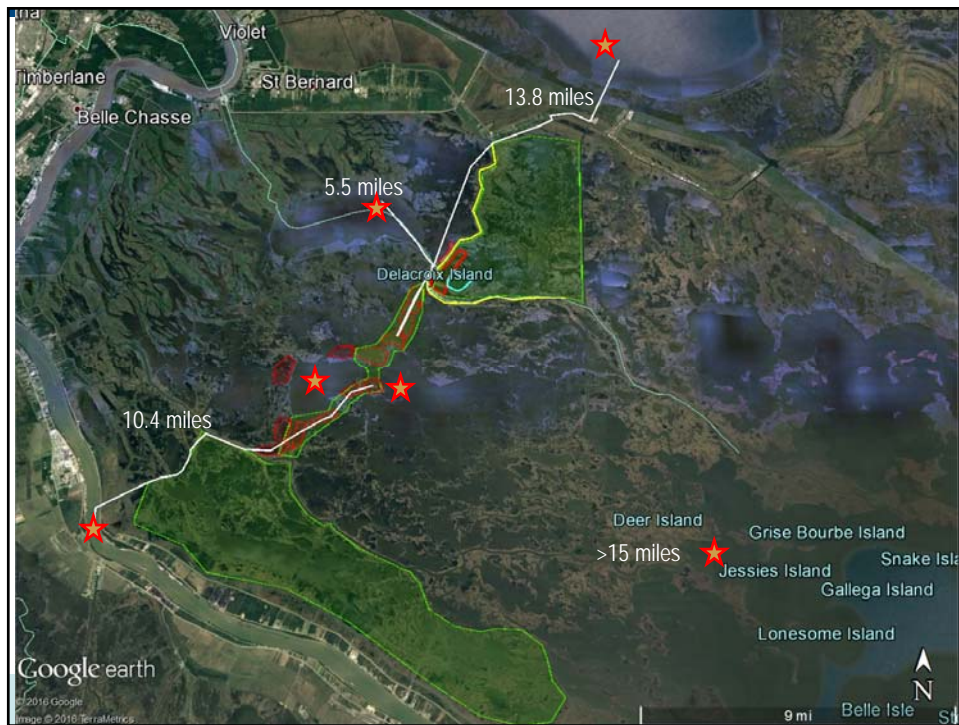 Violet
Timberlane
St Bernard
13.8 miles
Belle Chasse
5.5 miles
Delacroix Island
10.4 miles
Deer Island
Grise Bourbe Island
>15 miles
Snake Isla
Jessies Island
Gallega Island
Lonesome Island
Google earth
N
© 2016 Google
Image © 2016 TerraMetrics
9 mi
Belle Isle